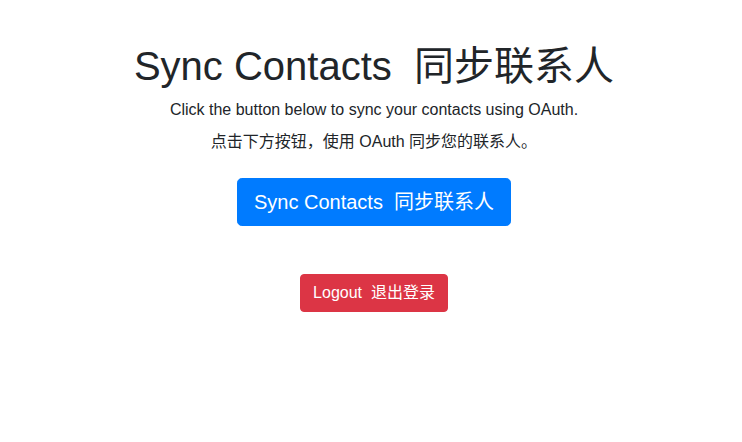 Sync Contacts 同步联系人
Click the button below to sync your contacts using OAuth.
点击下方按钮，使用 OAuth 同步您的联系人。
Sync Contacts 同步联系人
Logout 退出登录